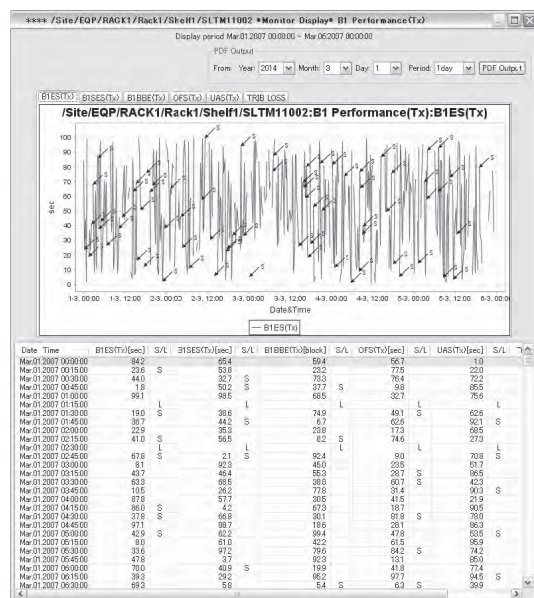 **** /Site/EQP/RACK1/Rack1/Shelf1/SLTM11002 *Monitor Display* B1 Performance(Tx)
Display period Mar.01.2007 00:00:00 ~ Mar.06.2007 00:00:00
PDF Output
From: Year: 2014 Month: 3 Day: 1 Period: 1day PDF Output
B1ES(Tx) B1SES(Tx) B1BBE(Tx) OFS(Tx) UAS(Tx) TRIB LOSS
/Site/EQP/RACK1/Rack1/Shelf1/SLTM11002:B1 Performance(Tx):B1ES(Tx)
100
90
80
70
60
50
40
30
20
10
0
sec
1-3, 00:00 1-3, 12:00 2-3, 00:00 2-3, 12:00 3-3, 00:00 3-3, 12:00 4-3, 00:00 4-3, 12:00 5-3, 00:00 5-3, 12:00 6-3, 00:00
Date&Time
B1ES(Tx)
Date Time B1ES(Tx)[sec] S/L B1SES(Tx)[sec] S/L B1BBE(Tx)[block] S/L OFS(Tx)[sec] S/L UAS(Tx)[sec] S/L
Mar.01.2007 00:00:00 84.2 65.4 59.4 56.7 1.0
Mar.01.2007 00:15:00 23.6 S 53.8 23.2 77.5 22.0
Mar.01.2007 00:30:00 44.0 32.7 S 73.3 76.4 72.2
Mar.01.2007 00:45:00 1.8 50.2 S 37.7 S 9.8 85.5
Mar.01.2007 01:00:00 99.1 98.5 68.5 32.7 75.6
Mar.01.2007 01:15:00 L L L L L
Mar.01.2007 01:30:00 19.0 S 38.6 74.9 49.1 S 62.6
Mar.01.2007 01:45:00 36.7 44.2 S 6.7 62.6 92.1 S
Mar.01.2007 02:00:00 22.9 35.3 23.8 17.3 68.5
Mar.01.2007 02:15:00 41.0 S 56.5 8.2 S 74.6 27.3
Mar.01.2007 02:30:00 L L L L L
Mar.01.2007 02:45:00 67.8 S 2.1 S 92.4 9.0 70.8 S
Mar.01.2007 03:00:00 8.1 92.3 45.0 23.5 51.7
Mar.01.2007 03:15:00 43.7 46.4 55.3 28.7 S 86.5
Mar.01.2007 03:30:00 63.3 68.5 38.8 60.7 S 42.3
Mar.01.2007 03:45:00 10.5 26.2 77.8 31.4 90.3 S
Mar.01.2007 04:00:00 87.8 57.7 30.5 41.5 21.9
Mar.01.2007 04:15:00 86.0 S 4.2 67.3 18.7 90.5
Mar.01.2007 04:30:00 37.8 S 66.8 30.1 81.8 S 78.0
Mar.01.2007 04:45:00 97.1 88.7 18.6 28.1 86.3
Mar.01.2007 05:00:00 42.9 S 62.2 99.4 47.8 53.5 S
Mar.01.2007 05:15:00 8.0 61.0 42.2 61.5 95.9
Mar.01.2007 05:30:00 33.6 97.2 79.6 84.2 S 74.2
Mar.01.2007 05:45:00 47.8 3.7 92.3 13.1 85.0
Mar.01.2007 06:00:00 70.0 40.9 S 19.9 41.8 77.4
Mar.01.2007 06:15:00 39.3 29.2 95.2 97.7 94.5 S
Mar.01.2007 06:30:00 69.3 5.8 5.4 S 6.3 S 39.9